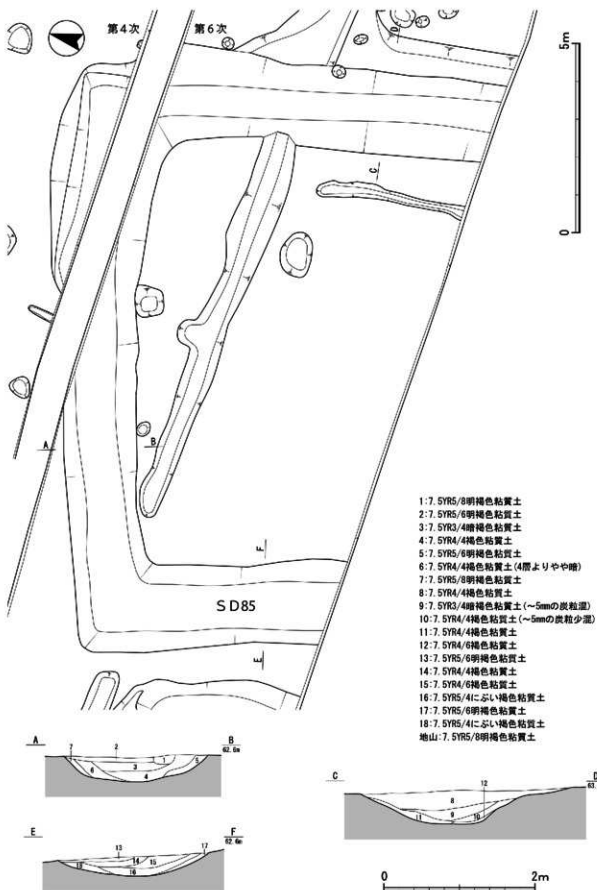 第4次 第6次
D
5m
0
C
A
B
F
SD85
E
1:7.5YR5/8明褐色粘質土
2:7.5YR5/6明褐色粘質土
3:7.5YR3/4暗褐色粘質土
4:7.5YR4/4褐色粘質土
5:7.5YR5/6明褐色粘質土
6:7.5YR4/4褐色粘質土(4層よりやや暗)
7:7.5YR5/8明褐色粘質土
8:7.5YR4/4褐色粘質土
9:7.5YR3/4暗褐色粘質土(~5mmの炭粒混)
10:7.5YR4/4褐色粘質土(~5mmの炭粒少混)
11:7.5YR4/4褐色粘質土
12:7.5YR4/6褐色粘質土
13:7.5YR5/6明褐色粘質土
14:7.5YR4/4褐色粘質土
15:7.5YR4/6褐色粘質土
16:7.5YR5/4にぶい褐色粘質土
17:7.5YR5/6明褐色粘質土
18:7.5YR5/4にぶい褐色粘質土
地山:7.5YR5/8明褐色粘質土
A B
62.6m
7 2 1 5
6 3 4
C D
63.
12
8
9
11 10
E F
62.6m
13 17
14 15
16
0 2m